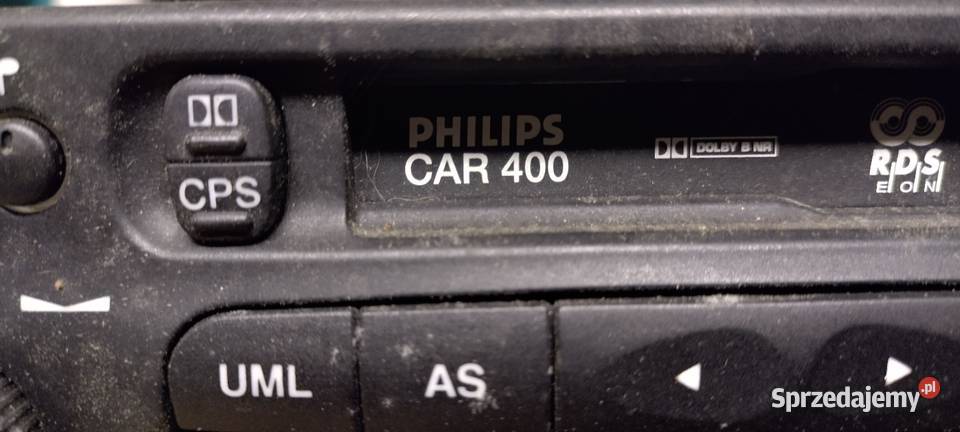 CPS
PHILIPS
CAR 400
DOLBY B NR
RDS
EON
UML
AS
Sprzedajemy.pl